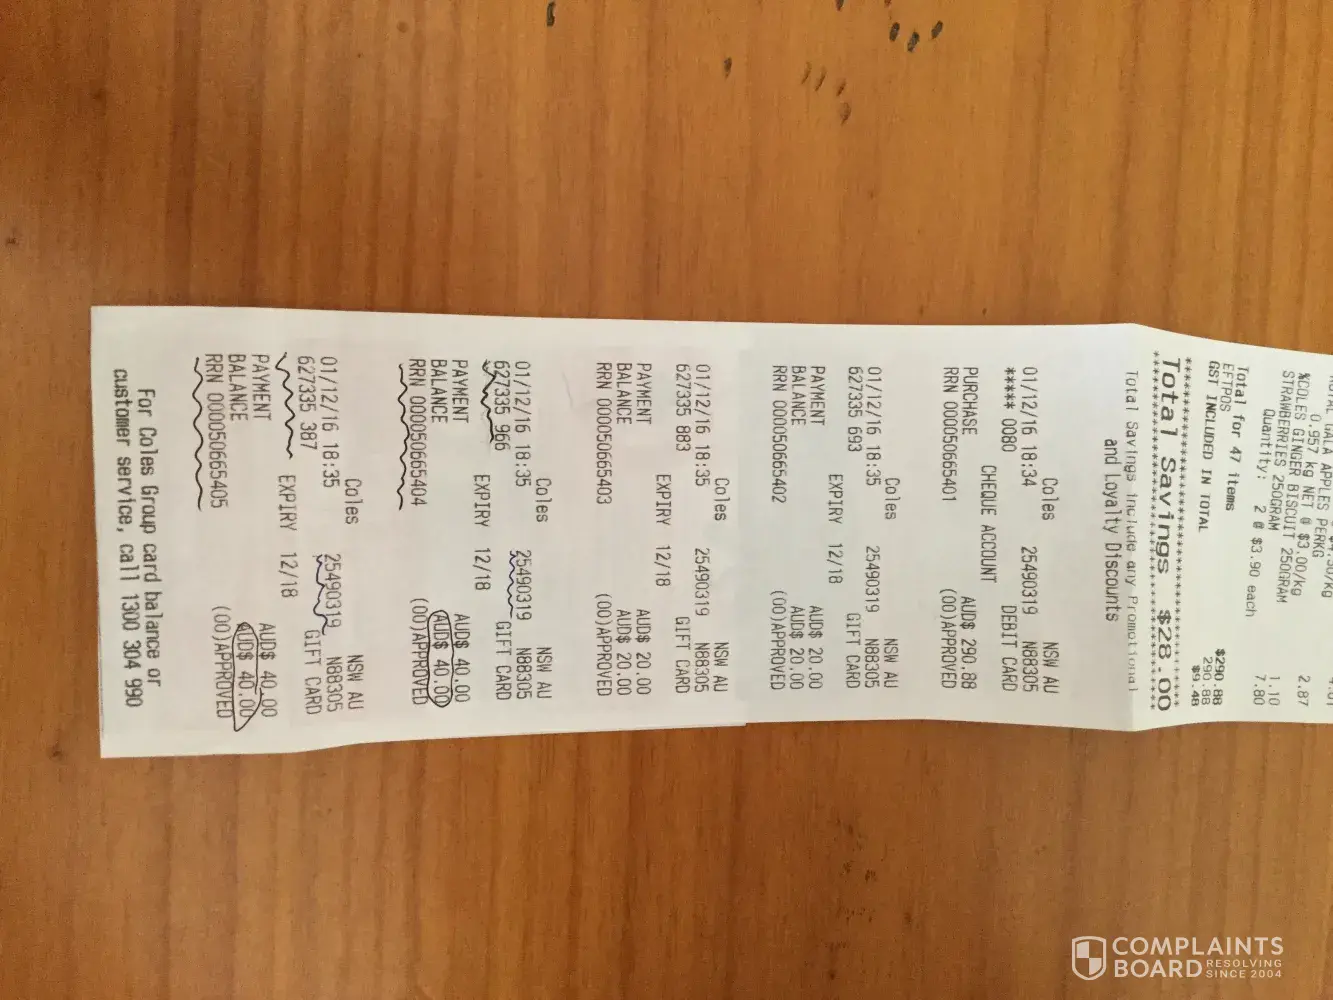 APPLES PERKG
0.957 kg NET @ $3.00/kg 2.87
%COLES GINGER BISCUIT 250GRAM 1.10
STRAWBERRIES 250GRAM
Quantity: 2 @ $3.90 each 7.80
Total for 47 items $290.88
EFTPOS 290.88
GST INCLUDED IN TOTAL $9.48
**********************************
Total Savings $28.00
**********************************
Total Savings include any Promotional
and Loyalty Discounts
Coles NSW AU
01/12/16 18:34 25490319 N88305
***** 0080 DEBIT CARD
CHEQUE ACCOUNT
PURCHASE AUD$ 290.88
RRN 000050665401 (00)APPROVED
Coles NSW AU
01/12/16 18:35 25490319 N88305
627335 693 GIFT CARD
EXPIRY 12/18
PAYMENT AUD$ 20.00
BALANCE AUD$ 20.00
RRN 000050665402 (00)APPROVED
Coles NSW AU
01/12/16 18:35 25490319 N88305
627335 883 GIFT CARD
EXPIRY 12/18
PAYMENT AUD$ 20.00
BALANCE AUD$ 20.00
RRN 000050665403 (00)APPROVED
Coles NSW AU
01/12/16 18:35 25490319 N88305
627335 966 GIFT CARD
EXPIRY 12/18
PAYMENT AUD$ 40.00
BALANCE AUD$ 40.00
RRN 000050665404 (00)APPROVED
Coles NSW AU
01/12/16 18:35 25490319 N88305
627335 387 GIFT CARD
EXPIRY 12/18
PAYMENT AUD$ 40.00
BALANCE AUD$ 40.00
RRN 000050665405 (00)APPROVED
For Coles Group card balance or
customer service, call 1300 304 990
COMPLAINTS
BOARD RESOLVING
SINCE 2004